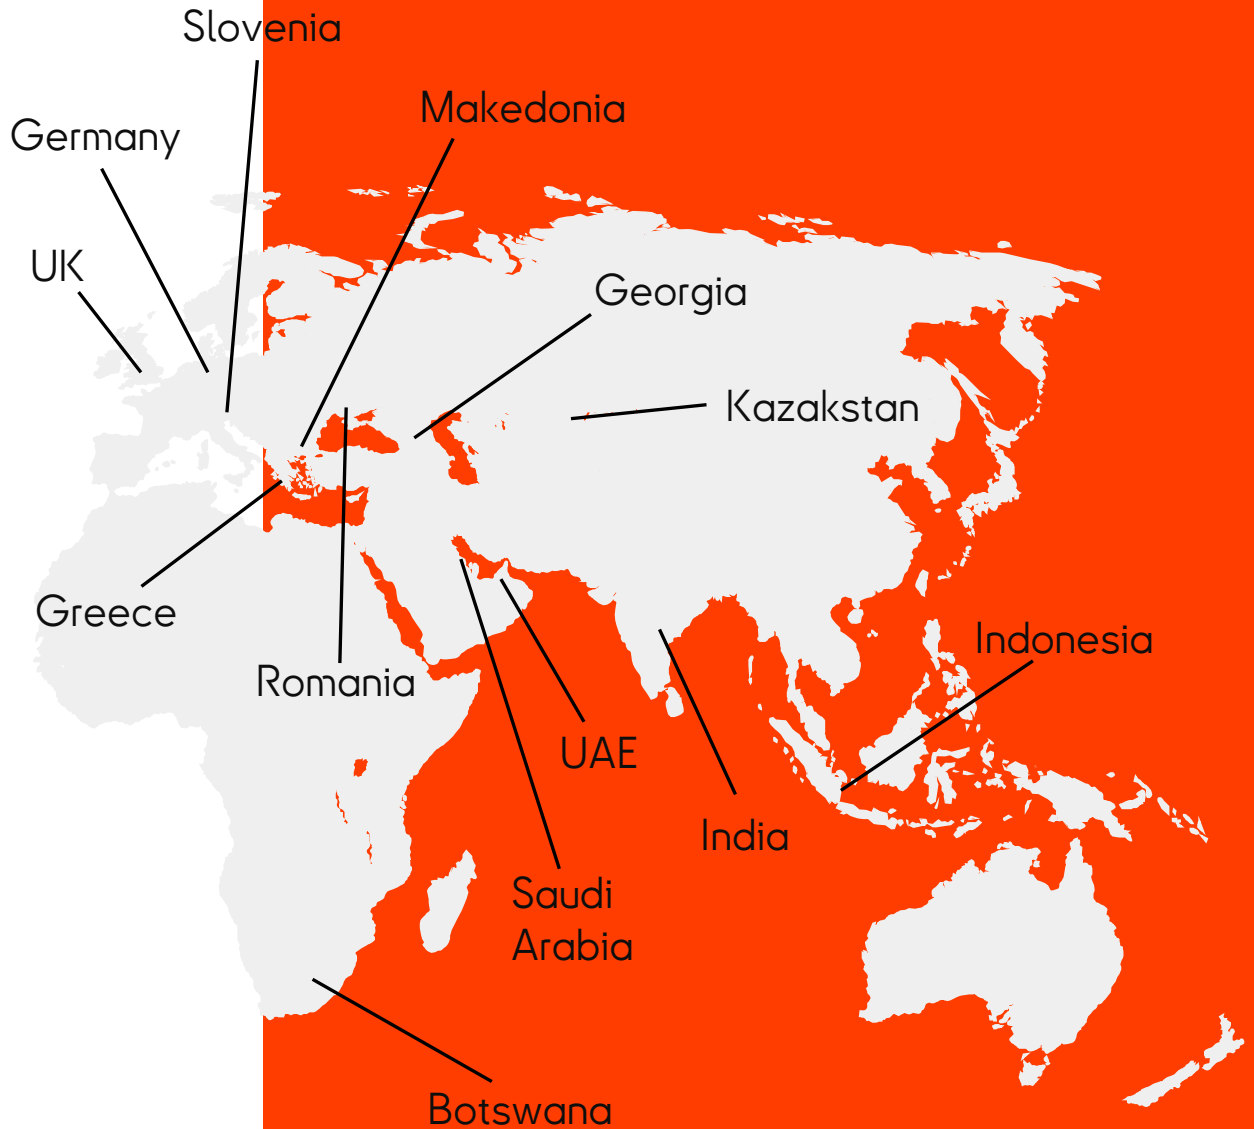 Slovenia
Makedonia
Germany
UK
Georgia
Kazakstan
Greece
Indonesia
Romania
UAE
India
Saudi
Arabia
Botswana